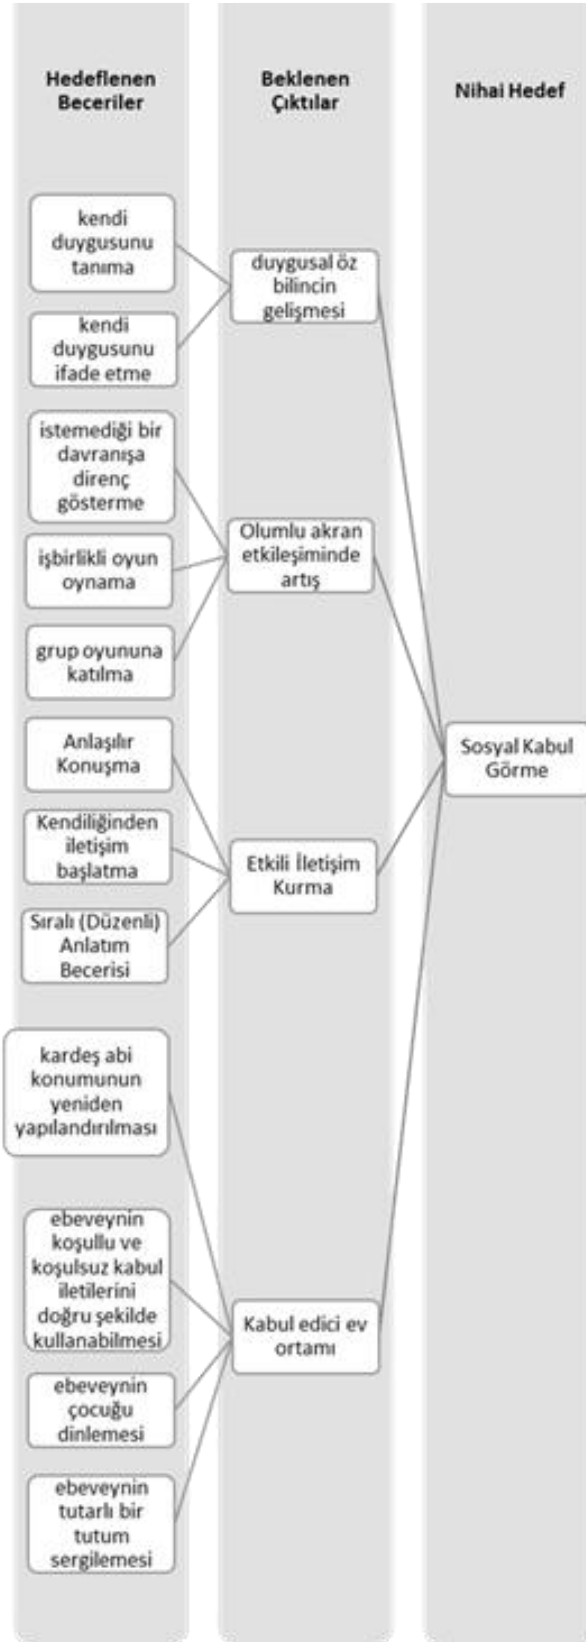 Hedeflenen
Beceriler
Beklenen
Çıktılar
Nihai Hedef
kendi
duygusunu
tanıma
kendi
duygusunu
ifade etme
istemediği bir
davranışa
direnç
gösterme
işbirlikli oyun
oynama
grup oyununa
katılma
Anlaşılır
Konuşma
Kendiliğinden
iletişim
başlatma
Sıralı (Düzenli)
Anlatım
Becerisi
kardeş abi
konumunun
yeniden
yapılandırılması
ebeveynin
koşullu ve
koşulsuz kabul
iletilerini
doğru şekilde
kullanabilmesi
ebeveynin
çocuğu
dinlemesi
ebeveynin
tutarlı bir
tutum
sergilemesi
duygusal öz
bilincin
gelişmesi
Olumlu akran
etkileşiminde
artış
Etkili İletişim
Kurma
Kabul edici ev
ortamı
Sosyal Kabul
Görme